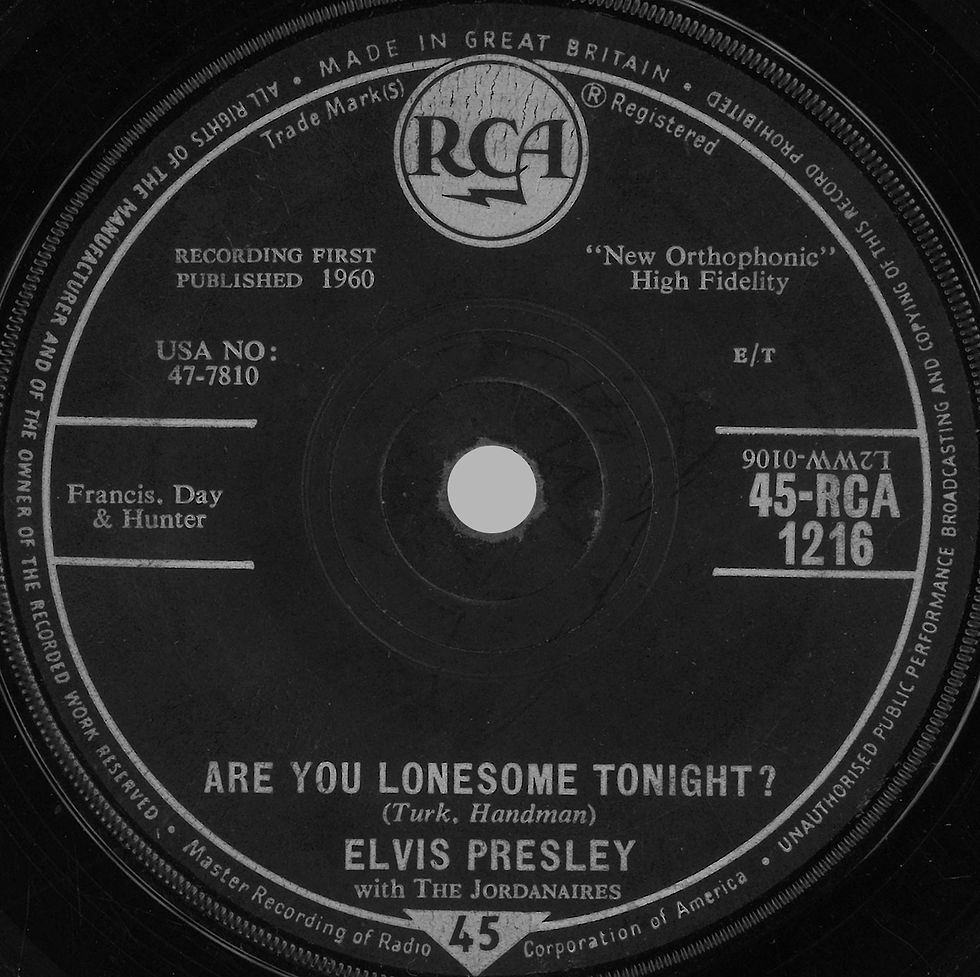 MADE IN GREAT BRITAIN
Trade Mark(s)
RCA
® Registered
RECORDING FIRST
PUBLISHED 1960
"New Orthophonic"
High Fidelity
USA NO:
47-7810
E/T
Francis, Day
& Hunter
L2WW-0106
45-RCA
1216
ARE YOU LONESOME TONIGHT?
(Turk, Handman)
ELVIS PRESLEY
with THE JORDANAIRES
45
Master Recording of Radio Corporation of America
ALL RIGHTS OF THE MANUFACTURER AND OF THE OWNER OF THE RECORDED WORK RESERVED
UNAUTHORISED PUBLIC PERFORMANCE BROADCASTING AND COPYING OF THIS RECORD PROHIBITED